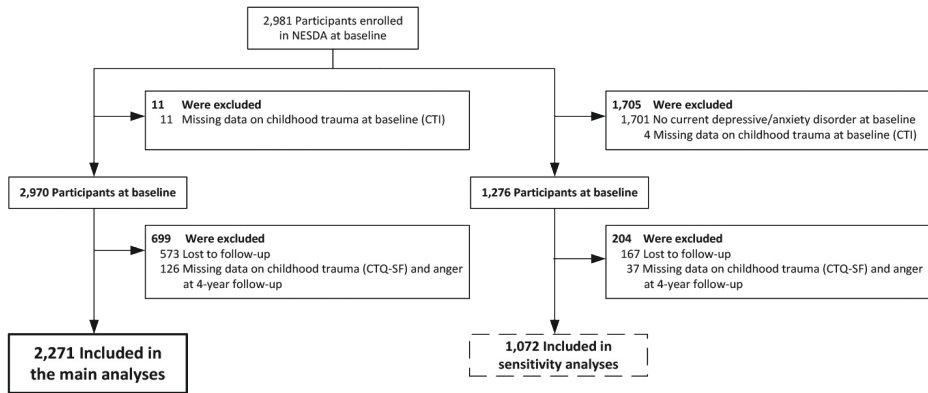 2,981 Participants enrolled
in NESDA at baseline
11 Were excluded
11 Missing data on childhood trauma at baseline (CTI)
1,705 Were excluded
1,701 No current depressive/anxiety disorder at baseline
4 Missing data on childhood trauma at baseline (CTI)
2,970 Participants at baseline
1,276 Participants at baseline
699 Were excluded
573 Lost to follow-up
126 Missing data on childhood trauma (CTQ-SF) and anger
at 4-year follow-up
204 Were excluded
167 Lost to follow-up
37 Missing data on childhood trauma (CTQ-SF) and anger
at 4-year follow-up
2,271 Included in
the main analyses
1,072 Included in
sensitivity analyses